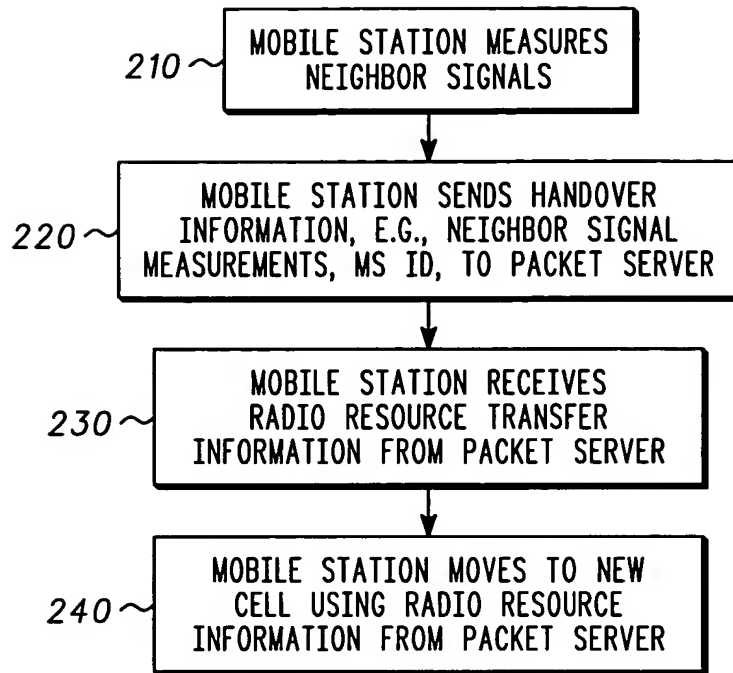 210
MOBILE STATION MEASURES
NEIGHBOR SIGNALS
220
MOBILE STATION SENDS HANDOVER
INFORMATION, E.G., NEIGHBOR SIGNAL
MEASUREMENTS, MS ID, TO PACKET SERVER
230
MOBILE STATION RECEIVES
RADIO RESOURCE TRANSFER
INFORMATION FROM PACKET SERVER
240
MOBILE STATION MOVES TO NEW
CELL USING RADIO RESOURCE
INFORMATION FROM PACKET SERVER